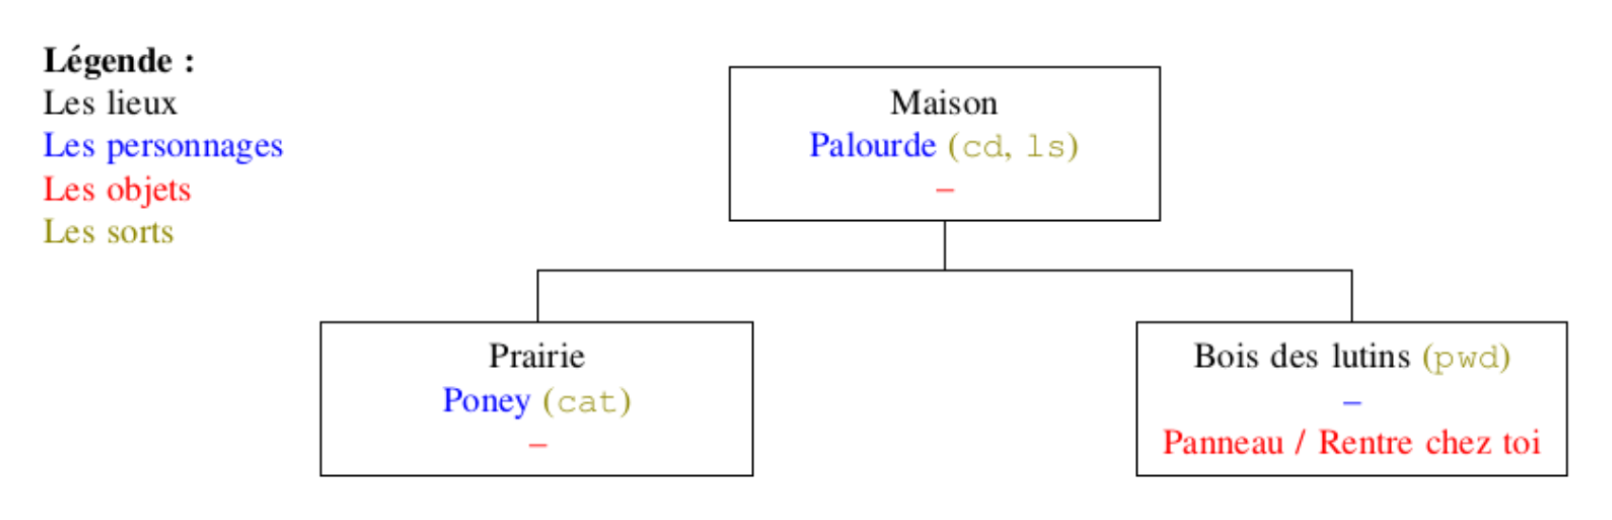 Légende :
Les lieux
Les personnages
Les objets
Les sorts
Maison
Palourde (cd, ls)
–
Prairie
Poney (cat)
–
Bois des lutins (pwd)
–
Panneau / Rentre chez toi